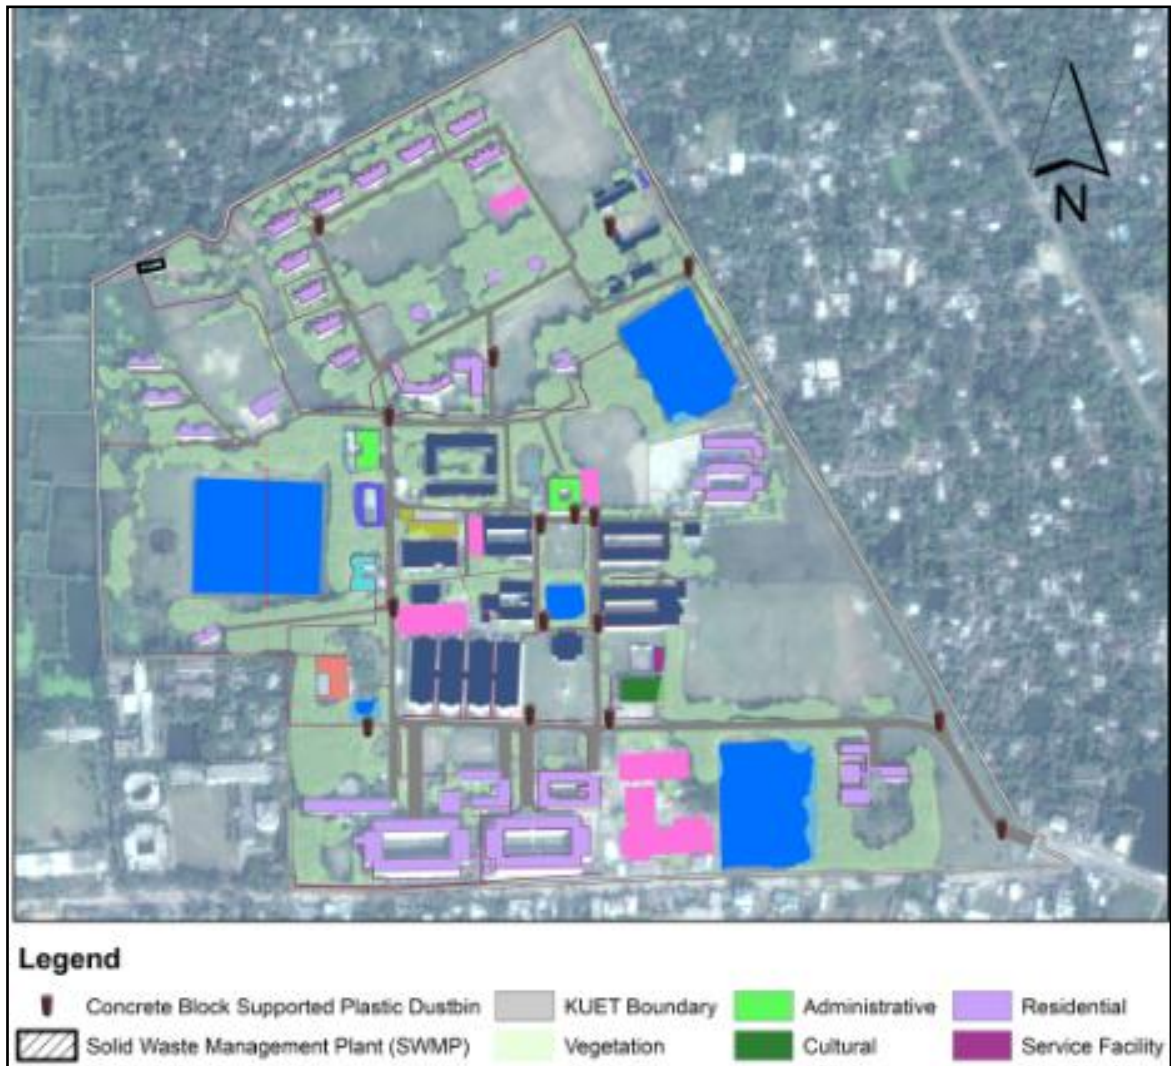 N
Legend
Concrete Block Supported Plastic Dustbin KUET Boundary Administrative Residential
Solid Waste Management Plant (SWMP) Vegetation Cultural Service Facility